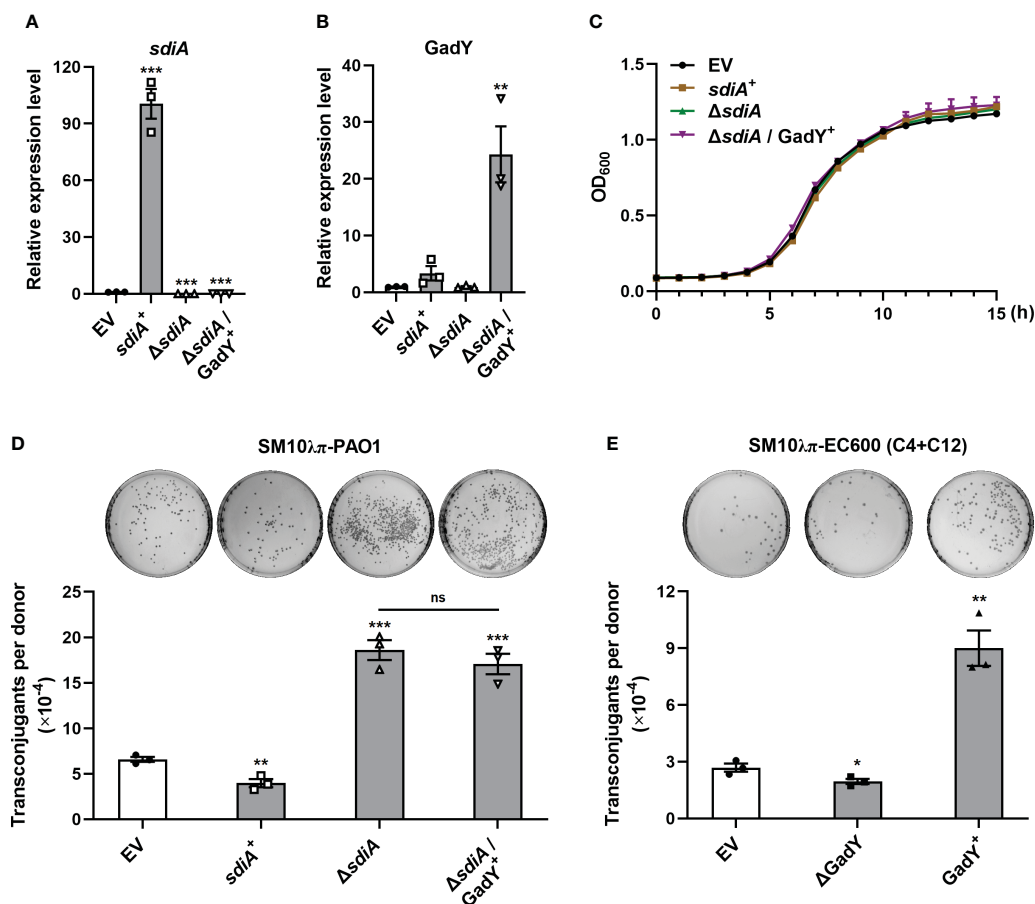 A
sdiA
Relative expression level
120
90
60
30
0
***
***
***
EV
sdiA+
ΔsdiA
ΔsdiA /
GadY+
B
GadY
Relative expression level
40
30
20
10
0
**
EV
sdiA+
ΔsdiA
ΔsdiA /
GadY+
C
OD600
1.5
1.0
0.5
0.0
EV
sdiA+
ΔsdiA
ΔsdiA / GadY+
0
5
10
15 (h)
D
SM10λπ-PAO1
Transconjugants per donor
(×10-4)
25
20
15
10
5
0
**
***
ns
***
EV
sdiA+
ΔsdiA
ΔsdiA /
GadY+
E
SM10λπ-EC600 (C4+C12)
Transconjugants per donor
(×10-4)
12
9
6
3
0
*
**
EV
ΔGadY
GadY+